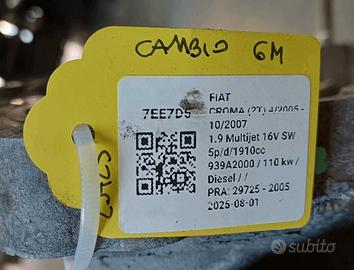 CAMBIO 6M
7EE7D5
FIAT
CROMA (2T) 4/2005 -
10/2007
1.9 Multijet 16V SW
5p/d/1910cc
939A2000 / 110 kw /
Diesel / /
PRA: 29725 - 2005
2025-08-01
subito